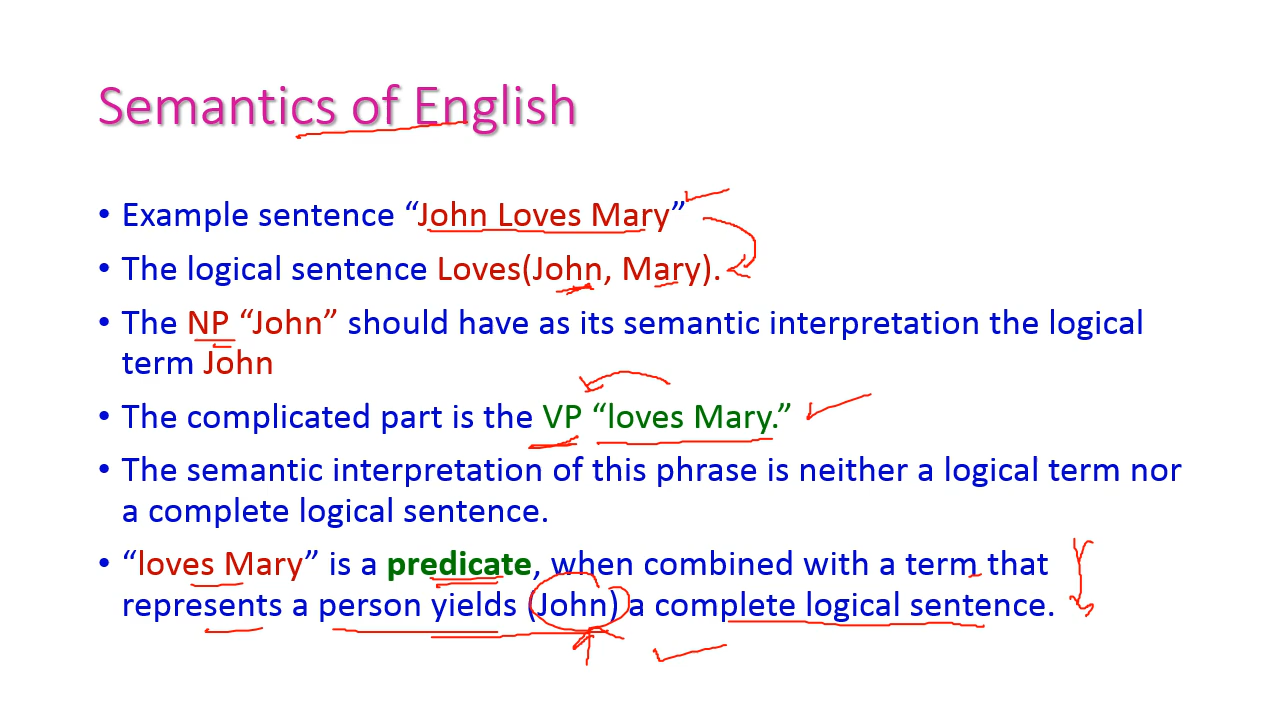 Semantics of English
• Example sentence “John Loves Mary”
• The logical sentence Loves(John, Mary).
• The NP “John” should have as its semantic interpretation the logical
term John
• The complicated part is the VP “loves Mary.”
• The semantic interpretation of this phrase is neither a logical term nor
a complete logical sentence.
• “loves Mary” is a predicate, when combined with a term that
represents a person yields (John) a complete logical sentence.